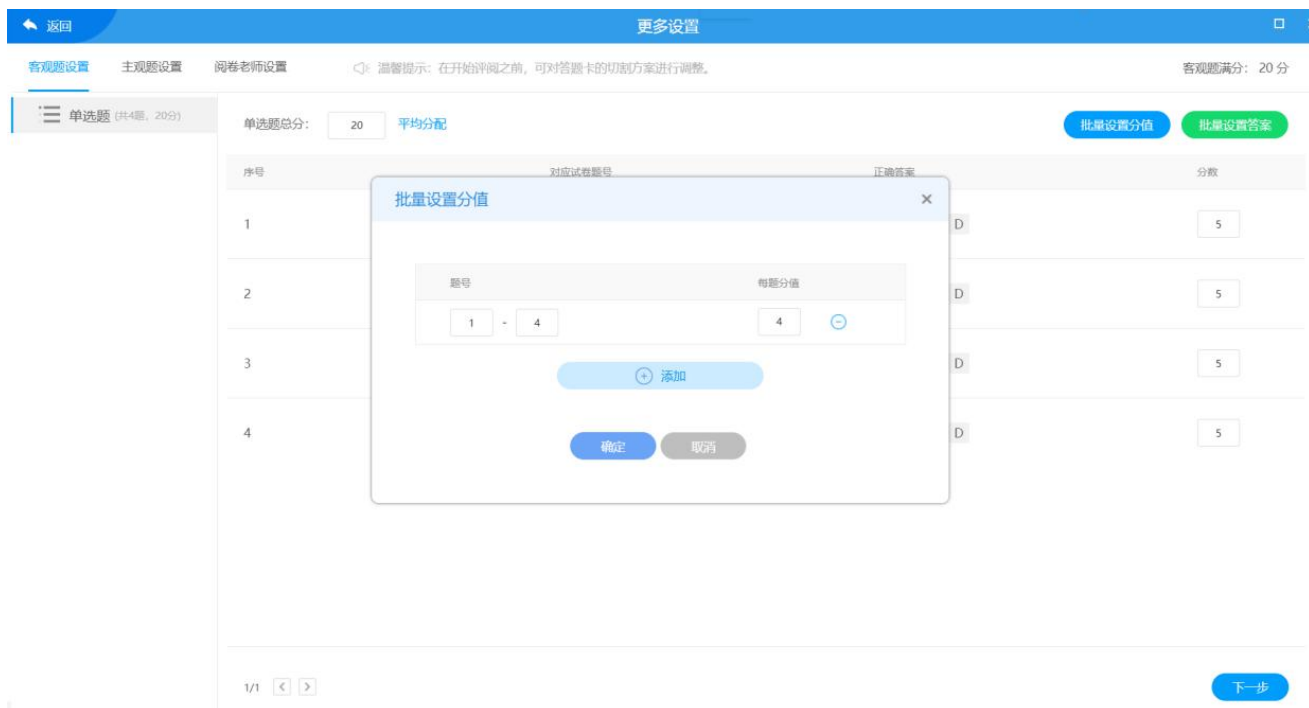 返回
更多设置
客观题设置 主观题设置 阅卷老师设置 温馨提示：在开始评阅之前，可对答题卡的切割方案进行调整。 客观题满分： 20 分
单选题 (共4题，20分)
单选题总分： 20 平均分配 批量设置分值 批量设置答案
序号 对应试卷题号 正确答案 分数
批量设置分值 ×
1 D 5
题号 每题分值
2 D 5
1 - 4 4
3 D 5
添加
4 D 5
确定 取消
1/1 < > 下一步